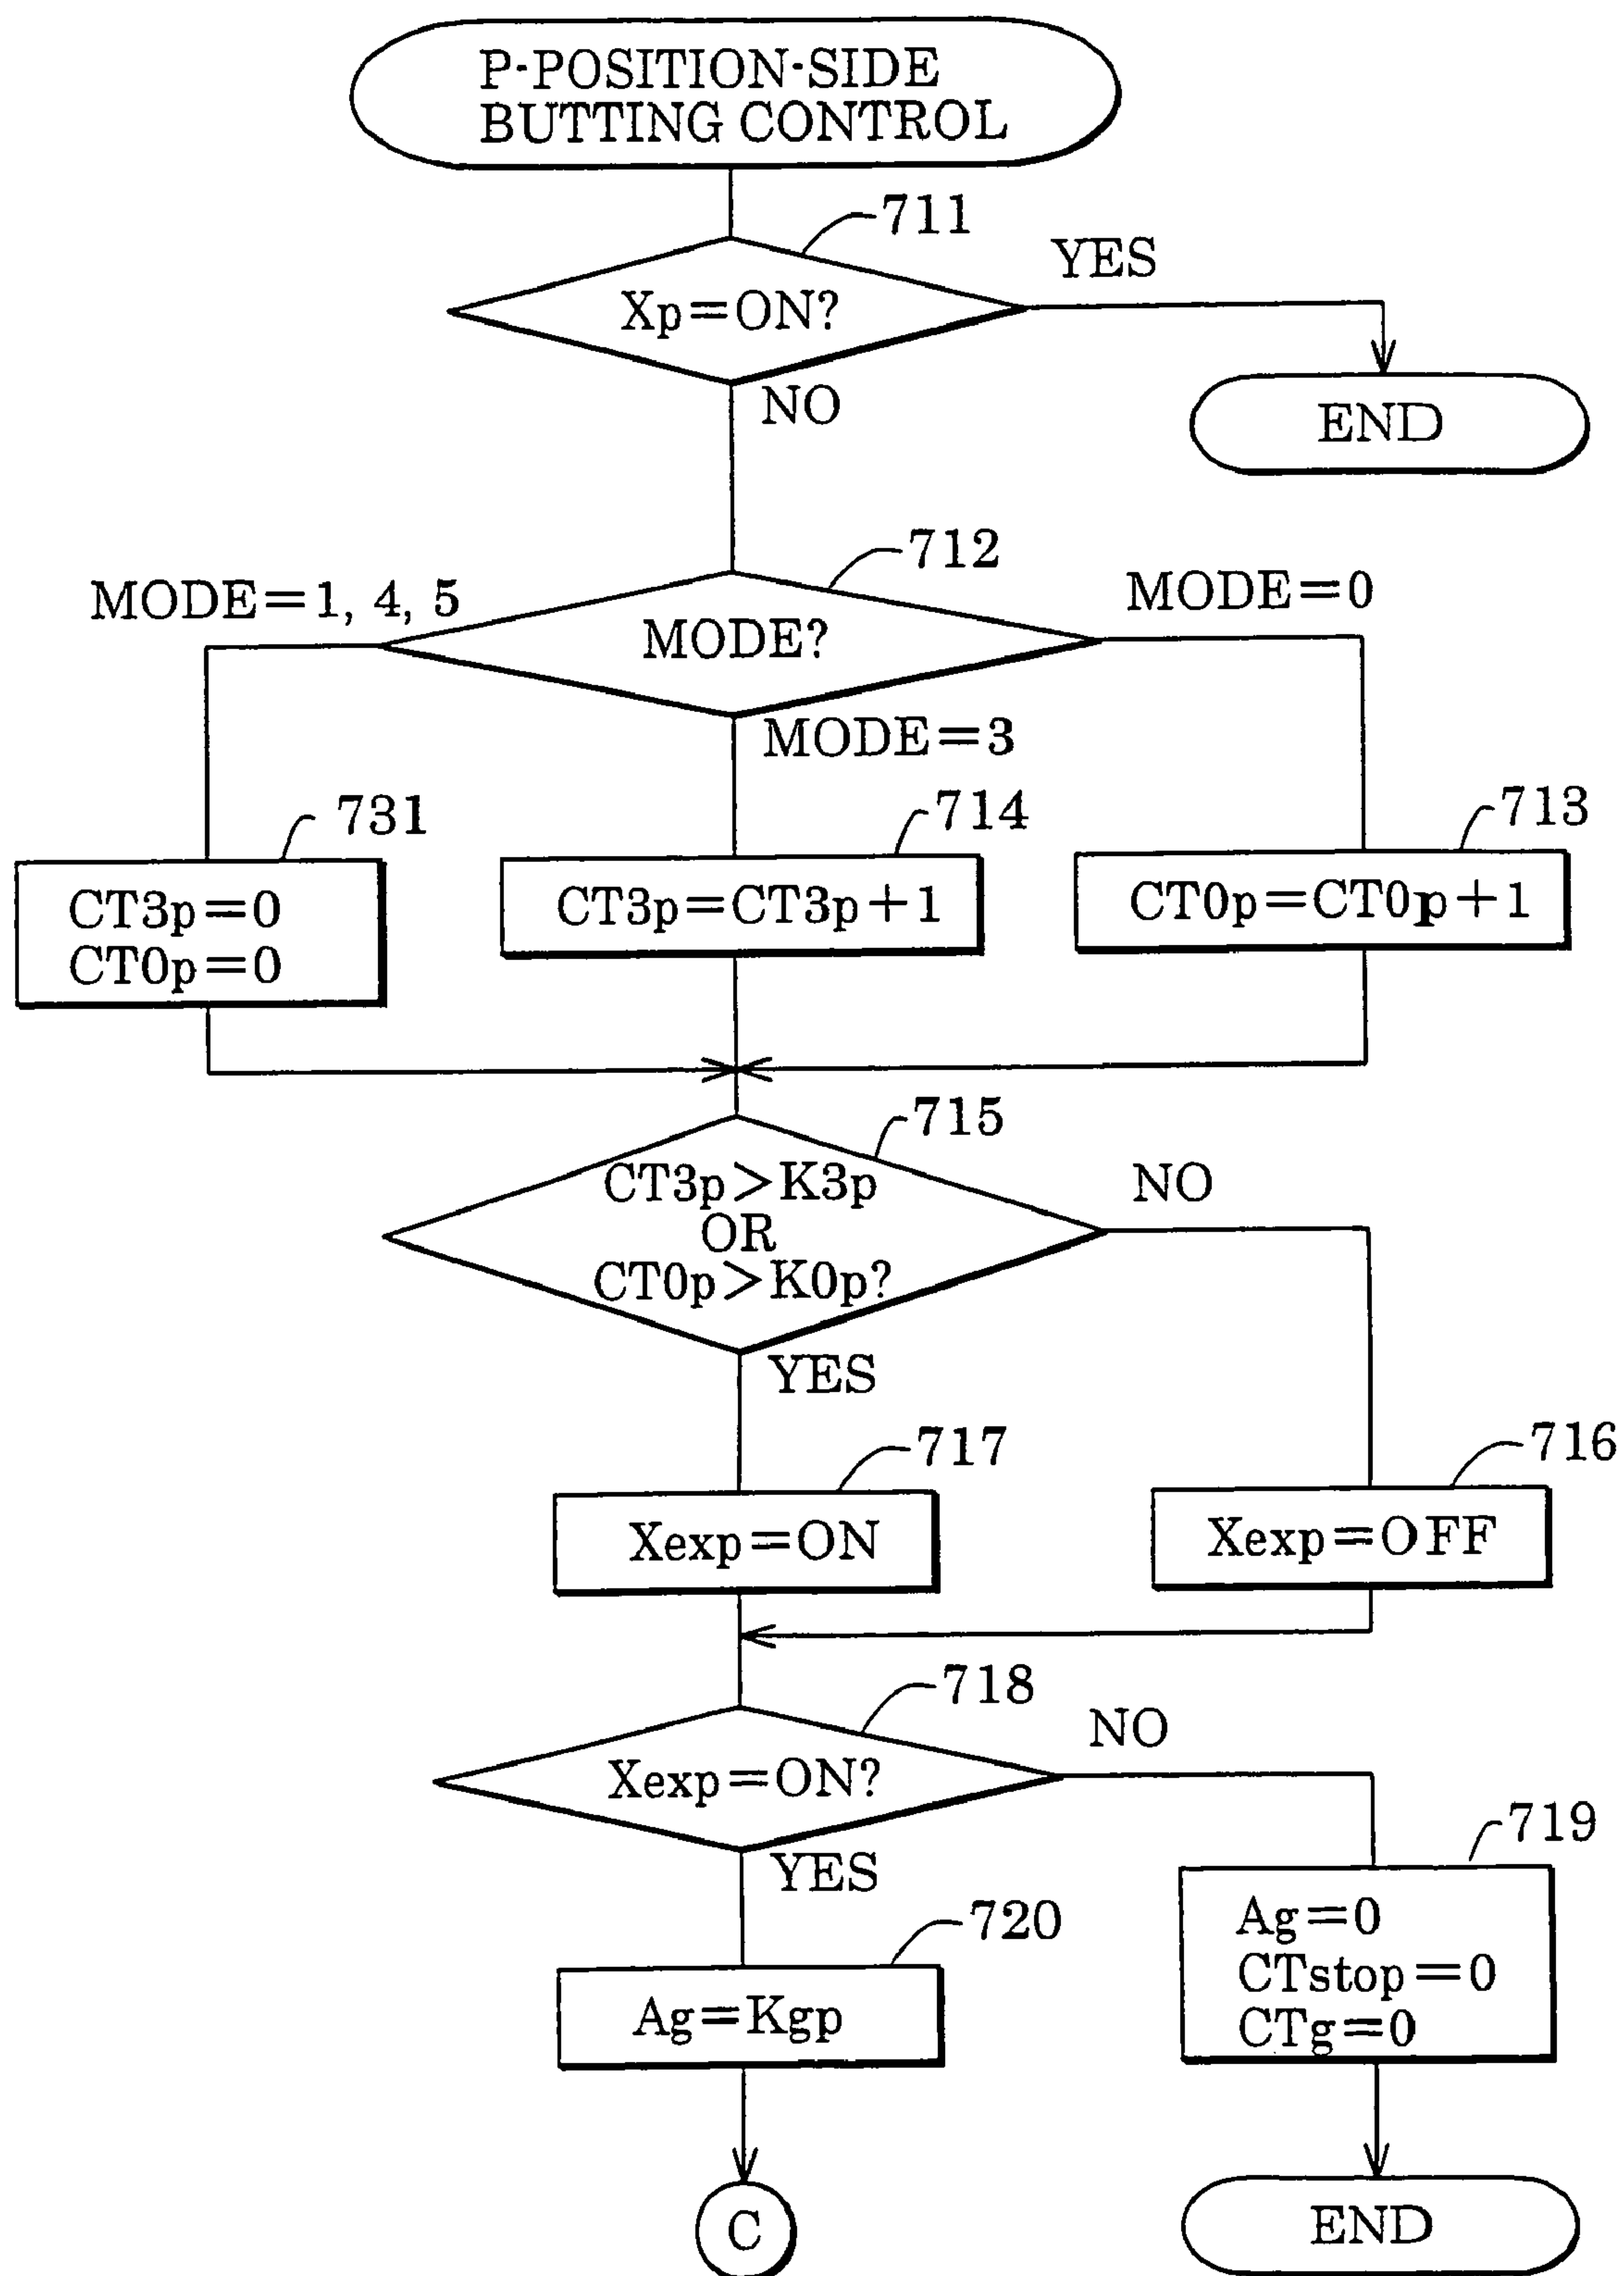 P-POSITION-SIDE
BUTTING CONTROL
711
Xp=ON?
YES
NO
END
712
MODE=1, 4, 5
MODE?
MODE=0
MODE=3
731
714
713
CT3p=0
CT0p=0
CT3p=CT3p+1
CT0p=CT0p+1
715
CT3p>K3p
OR
CT0p>K0p?
NO
YES
717
716
Xexp=ON
Xexp=OFF
718
Xexp=ON?
NO
YES
719
720
Ag=0
CTstop=0
CTg=0
Ag=Kgp
C
END